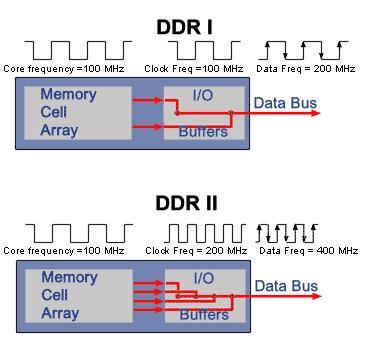 DDR I
Core frequency =100 MHz Clock Freq =100 MHz Data Freq = 200 MHz
Memory I/O
Cell Data Bus
Array Buffers
DDR II
Core frequency =100 MHz Clock Freq = 200 MHz Data Freq = 400 MHz
Memory I/O
Cell Data Bus
Array Buffers